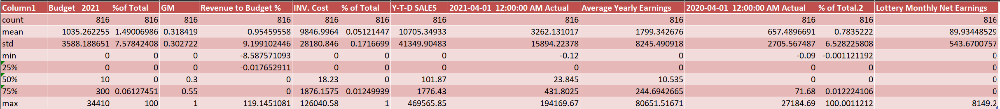 Column1 Budget 2021 %of Total GM Revenue to Budget % INV. Cost % of Total Y-T-D SALES 2021-04-01 12:00:00 AM Actual Average Yearly Earnings 2020-04-01 12:00:00 AM Actual % of Total.2 Lottery Monthly Net Earnings
count 816 816 816 816 816 816 816 816 816 816 816 816
mean 1035.262255 1.49006986 0.318419 0.95459558 9846.9964 0.05121447 10705.34933 3262.131017 1799.342676 657.4896691 0.7835222 89.93448529
std 3588.188651 7.57842408 0.302722 9.199102446 28180.846 0.1716699 41349.90483 15894.22378 8245.490918 2705.567487 6.528225808 543.6700757
min 0 0 0 -8.587571093 0 0 0 -0.12 0 -0.09 -0.001121192 0
25% 0 0 0 -0.017652911 0 0 0 0 0 0 0 0
50% 10 0 0.3 0 18.23 0 101.87 23.845 10.535 0 0 0
75% 300 0.06127451 0.55 0 1876.1575 0.01249939 1776.43 431.8025 244.6942665 71.68 0.012224106 0
max 34410 100 1 119.1451081 126040.58 1 469565.85 194169.67 80651.51671 27184.69 100.0011212 8149.2